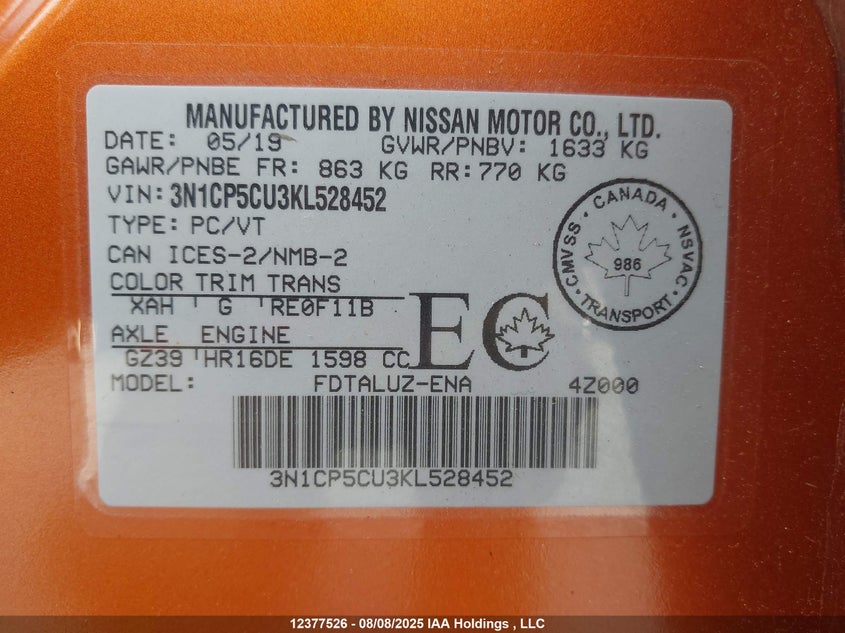 MANUFACTURED BY NISSAN MOTOR CO., LTD.
DATE: 05/19 GVWR/PNBV: 1633 KG
GAWR/PNBE FR: 863 KG RR: 770 KG
VIN: 3N1CP5CU3KL528452
TYPE: PC/VT
CAN ICES-2/NMB-2
COLOR TRIM TRANS
XAH G RE0F11B
AXLE ENGINE
GZ39 HR16DE 1598 CC
EC
CANADA
CMVSS
NSVAC
986
TRANSPORT
MODEL: FDTALUZ-ENA 4Z000
3N1CP5CU3KL528452
12377526 - 08/08/2025 IAA Holdings , LLC